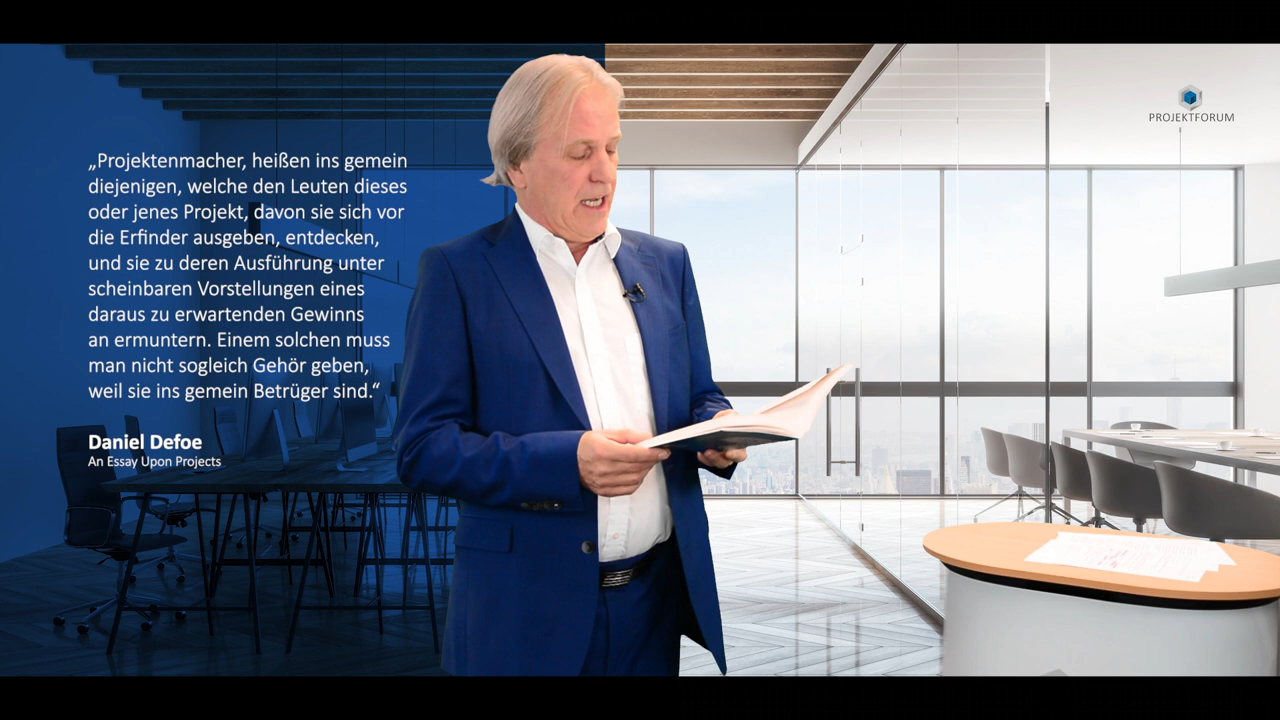 „Projektenmacher, heißen ins gemein
diejenigen, welche den Leuten dieses
oder jenes Projekt, davon sie sich vor
die Erfinder ausgeben, entdecken,
und sie zu deren Ausführung unter
scheinbaren Vorstellungen eines
daraus zu erwartenden Gewinns
an ermuntern. Einem solchen muss
man nicht sogleich Gehör geben,
weil sie ins gemein Betrüger sind.“
Daniel Defoe
An Essay Upon Projects
PROJEKTFORUM